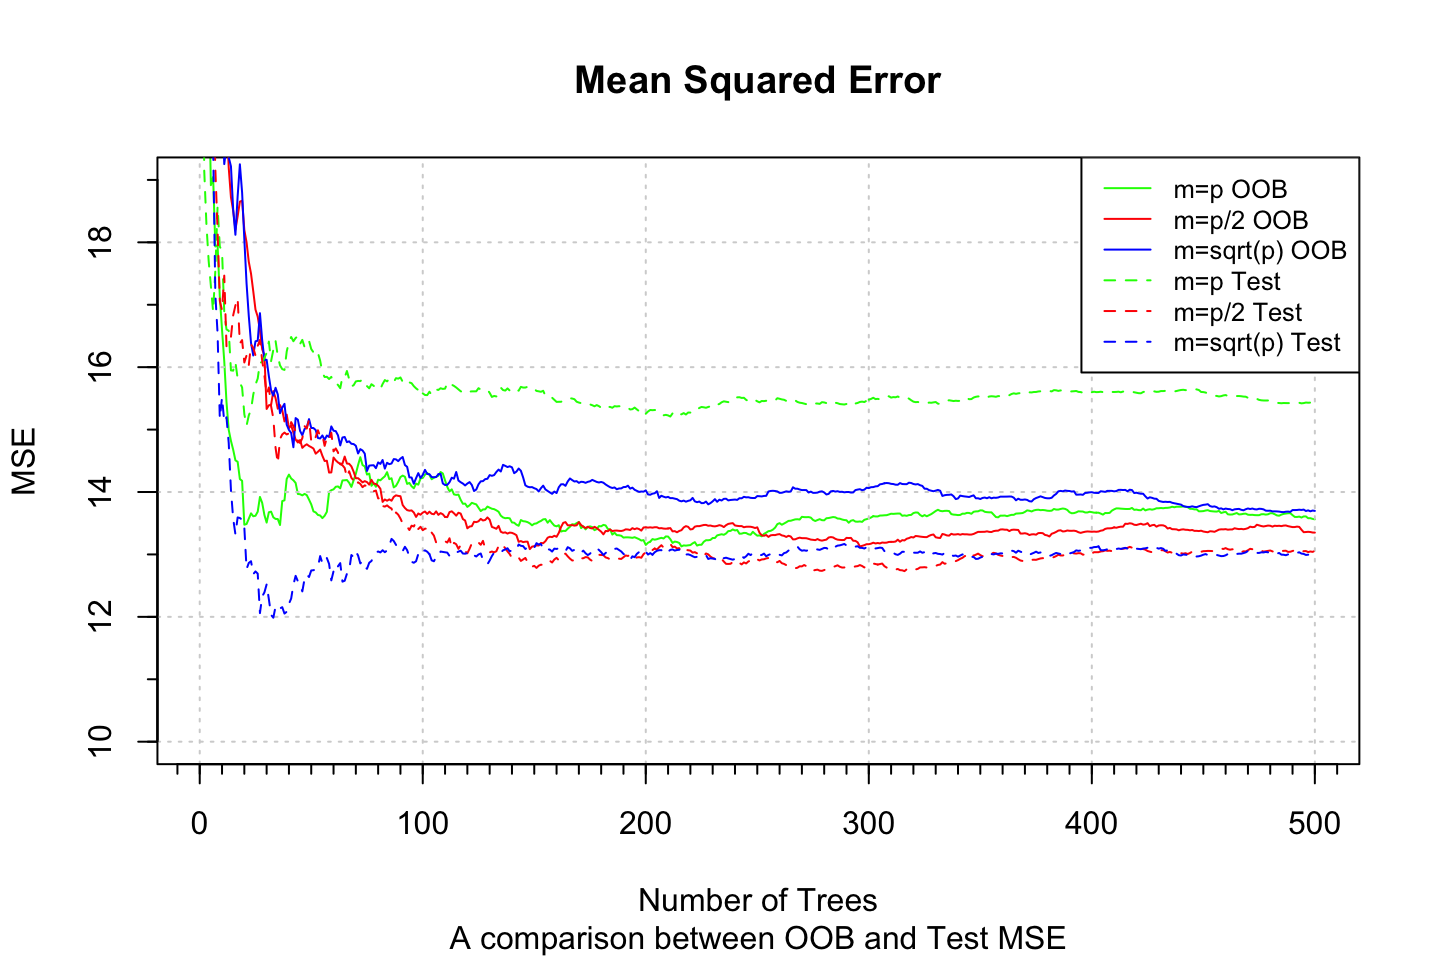 Mean Squared Error
MSE
18
16
14
12
10
m=p OOB
m=p/2 OOB
m=sqrt(p) OOB
m=p Test
m=p/2 Test
m=sqrt(p) Test
0 100 200 300 400 500
Number of Trees
A comparison between OOB and Test MSE